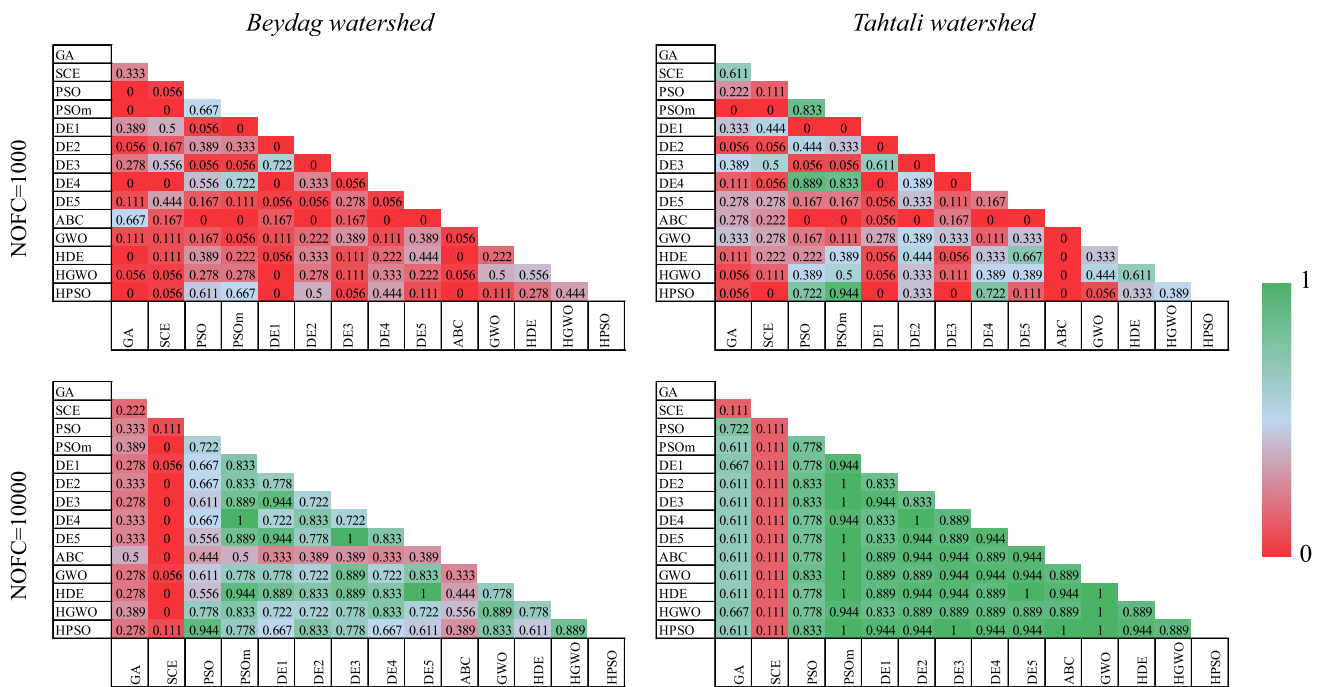 Beydag watershed
Tahtali watershed
NOFC=1000
GA
SCE 0.333
PSO 0 0.056
PSOm 0 0 0.667
DE1 0.389 0.5 0.056 0
DE2 0.056 0.167 0.389 0.333 0
DE3 0.278 0.556 0.056 0.056 0.722 0
DE4 0 0 0.556 0.722 0 0.333 0.056
DE5 0.111 0.444 0.167 0.111 0.056 0.056 0.278 0.056
ABC 0.667 0.167 0 0 0.167 0 0.167 0 0
GWO 0.111 0.111 0.167 0.056 0.111 0.222 0.389 0.111 0.389 0.056
HDE 0 0.111 0.389 0.222 0.056 0.333 0.111 0.222 0.444 0 0.222
HGWO 0.056 0.056 0.278 0.278 0 0.278 0.111 0.333 0.222 0.056 0.5 0.556
HPSO 0 0.056 0.611 0.667 0 0.5 0.056 0.444 0.111 0 0.111 0.278 0.444
GA SCE PSO PSOm DE1 DE2 DE3 DE4 DE5 ABC GWO HDE HGWO HPSO
GA
SCE 0.611
PSO 0.222 0.111
PSOm 0 0 0.833
DE1 0.333 0.444 0 0
DE2 0.056 0.056 0.444 0.333 0
DE3 0.389 0.5 0.056 0.056 0.611 0
DE4 0.111 0.056 0.889 0.833 0 0.389 0
DE5 0.278 0.278 0.167 0.167 0.056 0.333 0.111 0.167
ABC 0.278 0.222 0 0 0.056 0 0.167 0 0
GWO 0.333 0.278 0.167 0.111 0.278 0.389 0.333 0.111 0.333 0
HDE 0.111 0.222 0.222 0.389 0.056 0.444 0.056 0.333 0.667 0 0.333
HGWO 0.056 0.111 0.389 0.5 0.056 0.333 0.056 0.389 0.389 0 0.444 0.611
HPSO 0.056 0 0.722 0.944 0 0.333 0 0.722 0.111 0 0.056 0.333 0.389
GA SCE PSO PSOm DE1 DE2 DE3 DE4 DE5 ABC GWO HDE HGWO HPSO
NOFC=10000
GA
SCE 0.222
PSO 0.333 0.111
PSOm 0.389 0 0.722
DE1 0.278 0.056 0.667 0.833
DE2 0.333 0 0.667 0.833 0.778
DE3 0.278 0 0.611 0.889 0.944 0.722
DE4 0.333 0 0.667 1 0.722 0.833 0.722
DE5 0.333 0 0.556 0.889 0.944 0.778 1 0.833
ABC 0.5 0 0.444 0.5 0.333 0.389 0.389 0.333 0.389
GWO 0.278 0.056 0.611 0.778 0.778 0.722 0.889 0.722 0.833 0.333
HDE 0.278 0 0.556 0.944 0.889 0.833 0.889 0.833 1 0.444 0.778
HGWO 0.389 0 0.778 0.833 0.722 0.722 0.778 0.833 0.722 0.556 0.889 0.778
HPSO 0.278 0.111 0.944 0.778 0.667 0.833 0.778 0.667 0.611 0.389 0.833 0.611 0.889
GA SCE PSO PSOm DE1 DE2 DE3 DE4 DE5 ABC GWO HDE HGWO HPSO
GA
SCE 0.111
PSO 0.722 0.111
PSOm 0.611 0.111 0.778
DE1 0.667 0.111 0.778 0.944
DE2 0.611 0.111 0.833 1 0.833
DE3 0.611 0.111 0.833 1 0.944 0.833
DE4 0.611 0.111 0.778 0.944 0.833 1 0.889
DE5 0.611 0.111 0.778 1 0.833 0.944 0.889 0.944
ABC 0.611 0.111 0.778 1 0.889 0.944 0.944 0.889 0.944
GWO 0.611 0.111 0.833 1 0.889 0.889 0.944 0.944 0.944 0.889
HDE 0.611 0.111 0.778 1 0.889 0.944 0.944 0.889 1 0.944 1
HGWO 0.667 0.111 0.778 0.944 0.833 0.889 0.889 0.889 0.889 0.889 1 0.889
HPSO 0.611 0.111 0.833 1 0.944 0.944 1 0.944 0.944 1 1 0.944 0.889
GA SCE PSO PSOm DE1 DE2 DE3 DE4 DE5 ABC GWO HDE HGWO HPSO
1
0